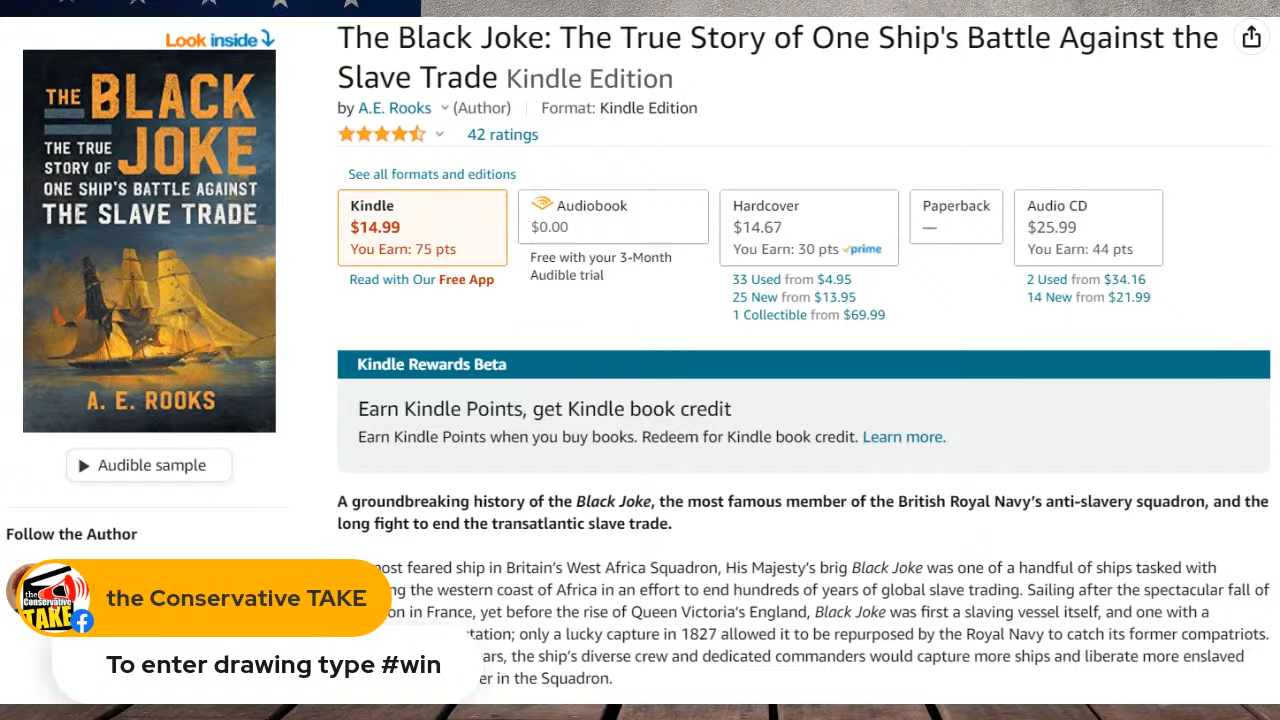 Look inside
THE BLACK
JOKE
THE TRUE
STORY OF
ONE SHIP'S BATTLE AGAINST
THE SLAVE TRADE
A. E. ROOKS
Audible sample
Follow the Author
The Black Joke: The True Story of One Ship's Battle Against the
Slave Trade Kindle Edition
by A.E. Rooks (Author) Format: Kindle Edition
42 ratings
See all formats and editions
Kindle
$14.99
You Earn: 75 pts
Read with Our Free App
Audiobook
$0.00
Free with your 3-Month
Audible trial
Hardcover
$14.67
You Earn: 30 pts prime
33 Used from $4.95
25 New from $13.95
1 Collectible from $69.99
Paperback
—
Audio CD
$25.99
You Earn: 44 pts
2 Used from $34.16
14 New from $21.99
Kindle Rewards Beta
Earn Kindle Points, get Kindle book credit
Earn Kindle Points when you buy books. Redeem for Kindle book credit. Learn more.
A groundbreaking history of the Black Joke, the most famous member of the British Royal Navy’s anti-slavery squadron, and the
long fight to end the transatlantic slave trade.
ost feared ship in Britain’s West Africa Squadron, His Majesty’s brig Black Joke was one of a handful of ships tasked with
ng the western coast of Africa in an effort to end hundreds of years of global slave trading. Sailing after the spectacular fall of
on in France, yet before the rise of Queen Victoria’s England, Black Joke was first a slaving vessel itself, and one with a
tation; only a lucky capture in 1827 allowed it to be repurposed by the Royal Navy to catch its former compatriots.
ars, the ship’s diverse crew and dedicated commanders would capture more ships and liberate more enslaved
er in the Squadron.
the
Conservative
TAKE
the Conservative TAKE
To enter drawing type #win